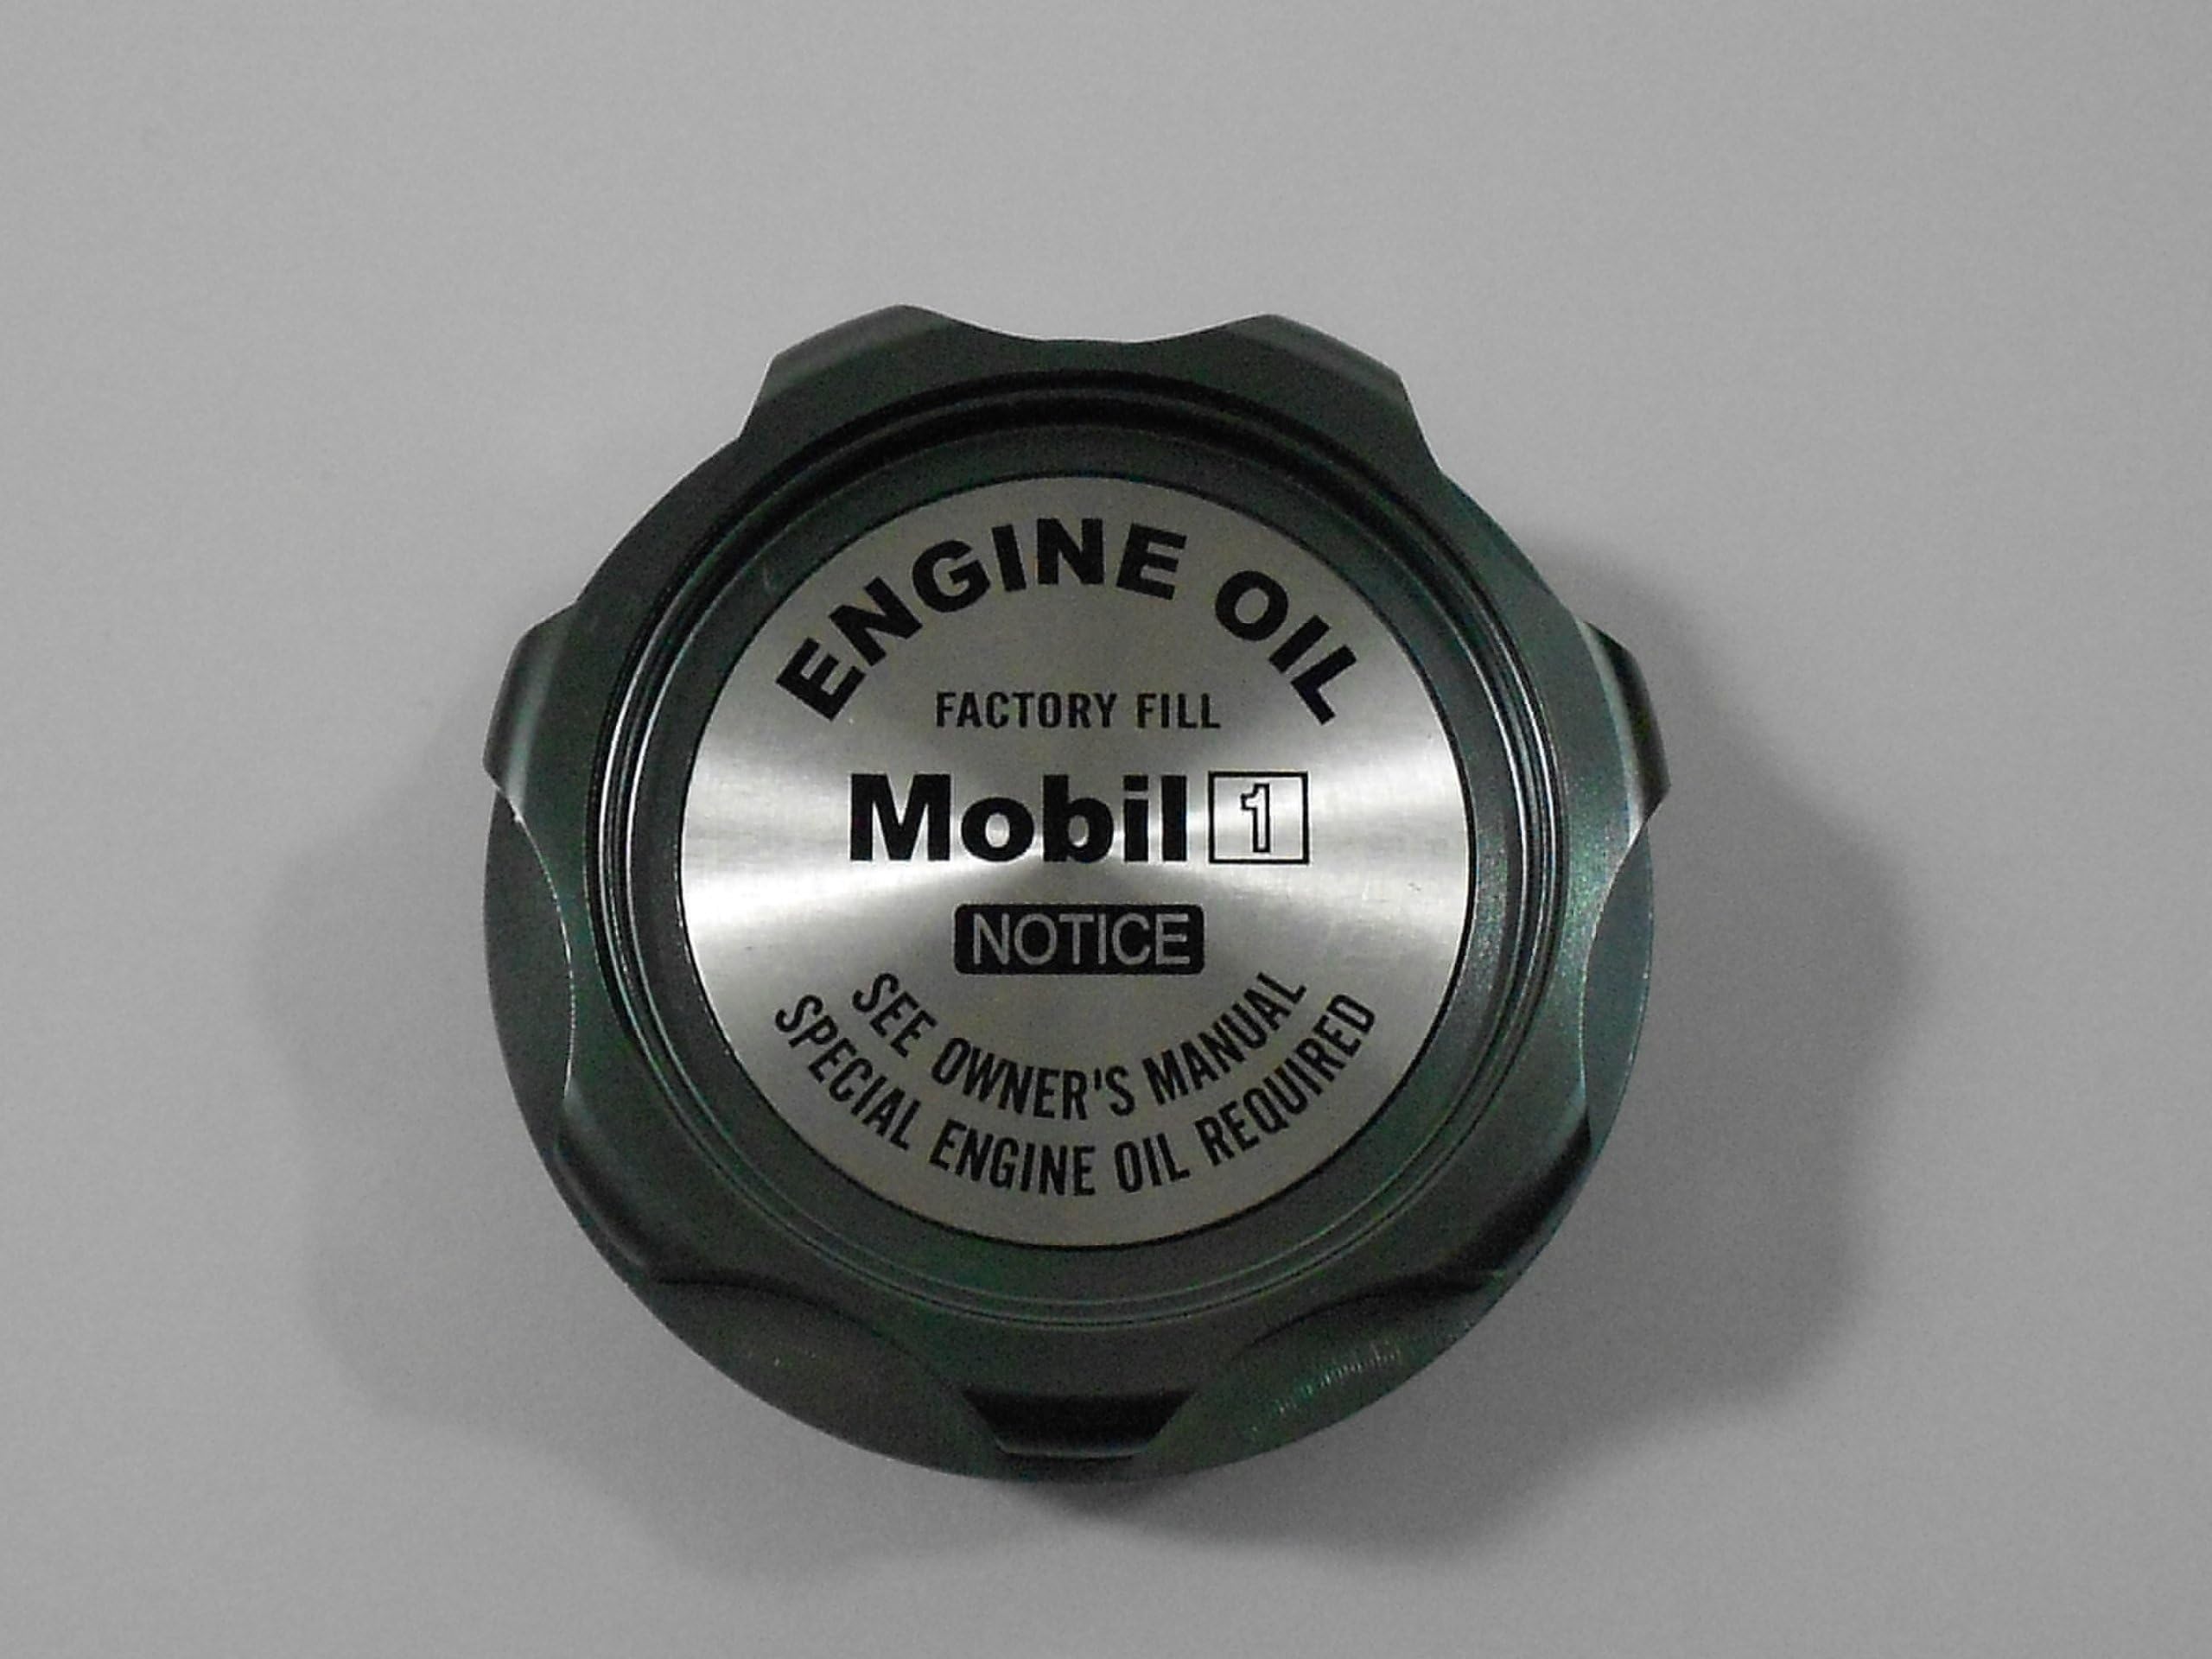 ENGINE OIL
FACTORY FILL
Mobil 1
NOTICE
SEE OWNER'S MANUAL
SPECIAL ENGINE OIL REQUIRED